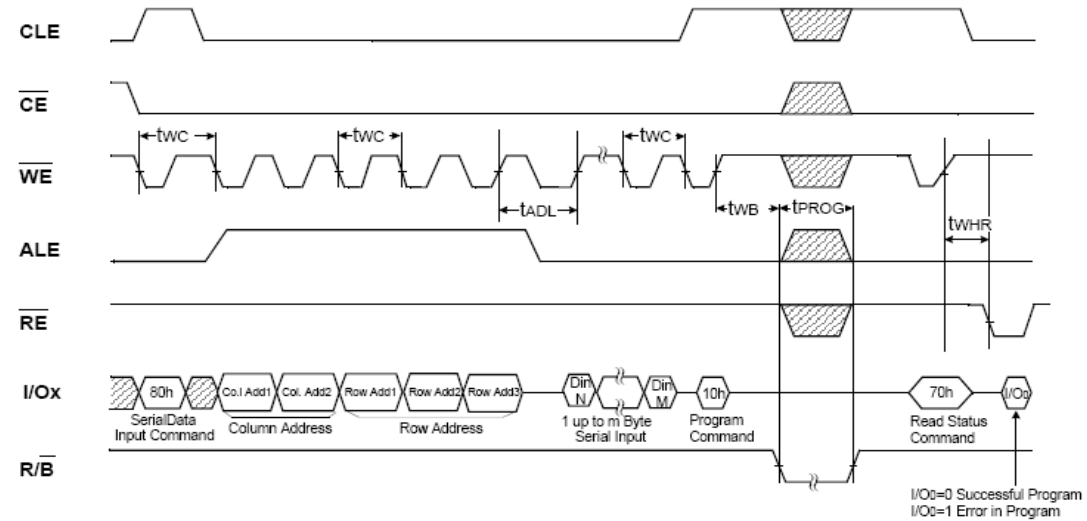 CLE
CE
tWC
tWC
tWC
WE
tADL
tWB
tPROG
tWHR
ALE
RE
I/Ox
80h
Co.l Add1
Col. Add2
Row Add1
Row Add2
Row Add3
Din
N
Din
M
10h
70h
I/O0
SerialData
Input Command
Column Address
Row Address
1 up to m Byte
Serial Input
Program
Command
Read Status
Command
R/B
I/O0=0 Successful Program
I/O0=1 Error in Program